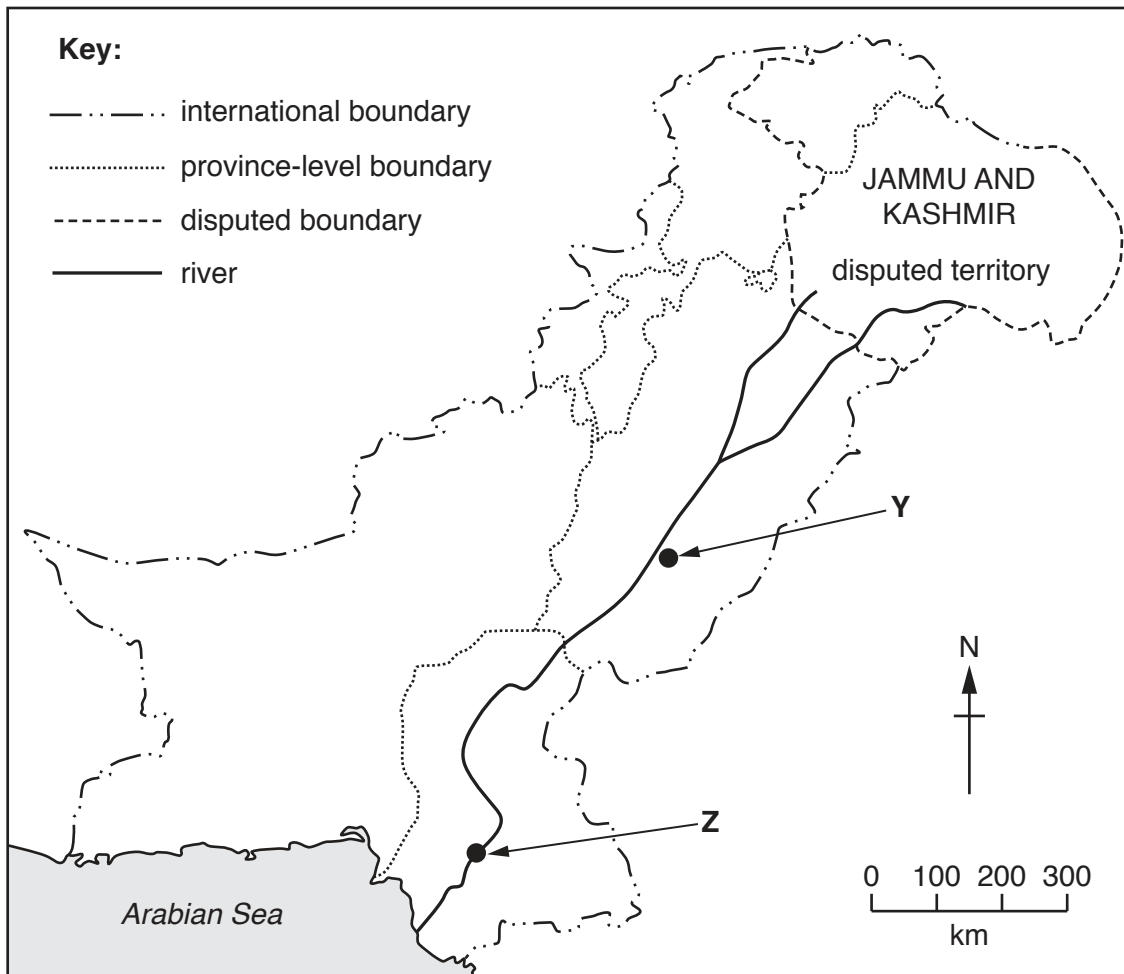 Key:
international boundary
province-level boundary
disputed boundary
river
JAMMU AND
KASHMIR
disputed territory
Y
N
Z
0 100 200 300
km
Arabian Sea